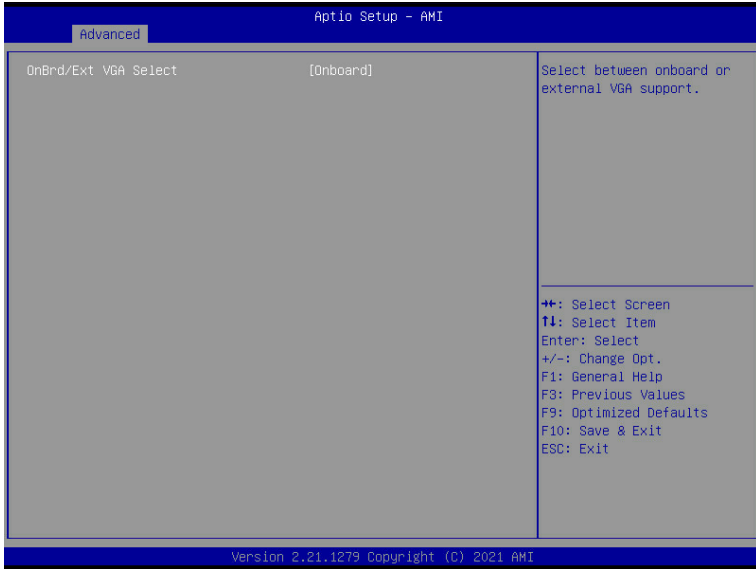 Aptio Setup – AMI
Advanced
OnBrd/Ext VGA Select [Onboard]
Select between onboard or
external VGA support.
→←: Select Screen
↑↓: Select Item
Enter: Select
+/-: Change Opt.
F1: General Help
F3: Previous Values
F9: Optimized Defaults
F10: Save & Exit
ESC: Exit
Version 2.21.1279 Copyright (C) 2021 AMI